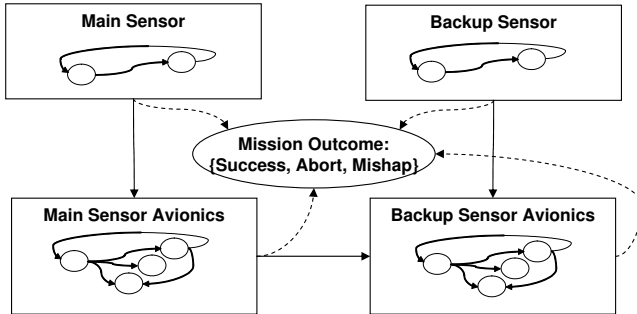 Main Sensor
Backup Sensor
Mission Outcome:
{Success, Abort, Mishap}
Main Sensor Avionics
Backup Sensor Avionics